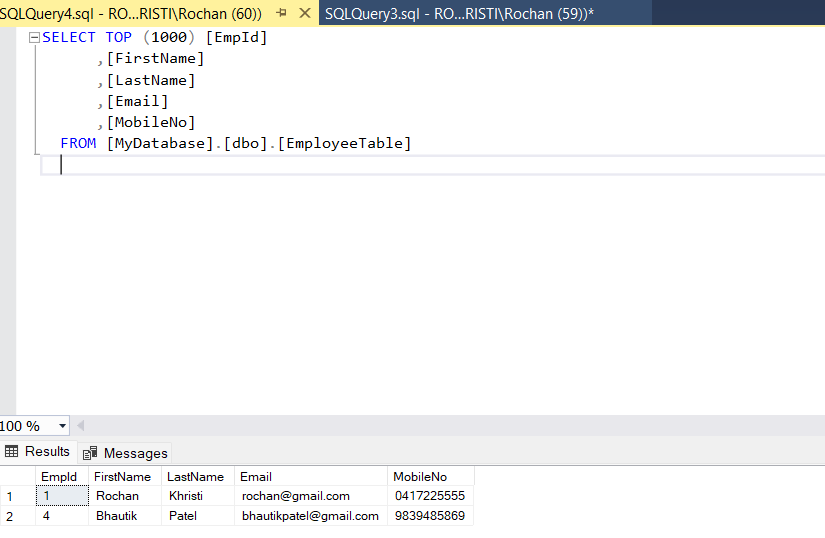 SQLQuery4.sql - RO...RISTI\Rochan (60)) SQLQuery3.sql - RO...RISTI\Rochan (59))*
SELECT TOP (1000) [EmpId]
,[FirstName]
,[LastName]
,[Email]
,[MobileNo]
FROM [MyDatabase].[dbo].[EmployeeTable]
100 %
Results Messages
EmpId FirstName LastName Email MobileNo
1 1 Rochan Khristi rochan@gmail.com 0417225555
2 4 Bhautik Patel bhautikpatel@gmail.com 9839485869